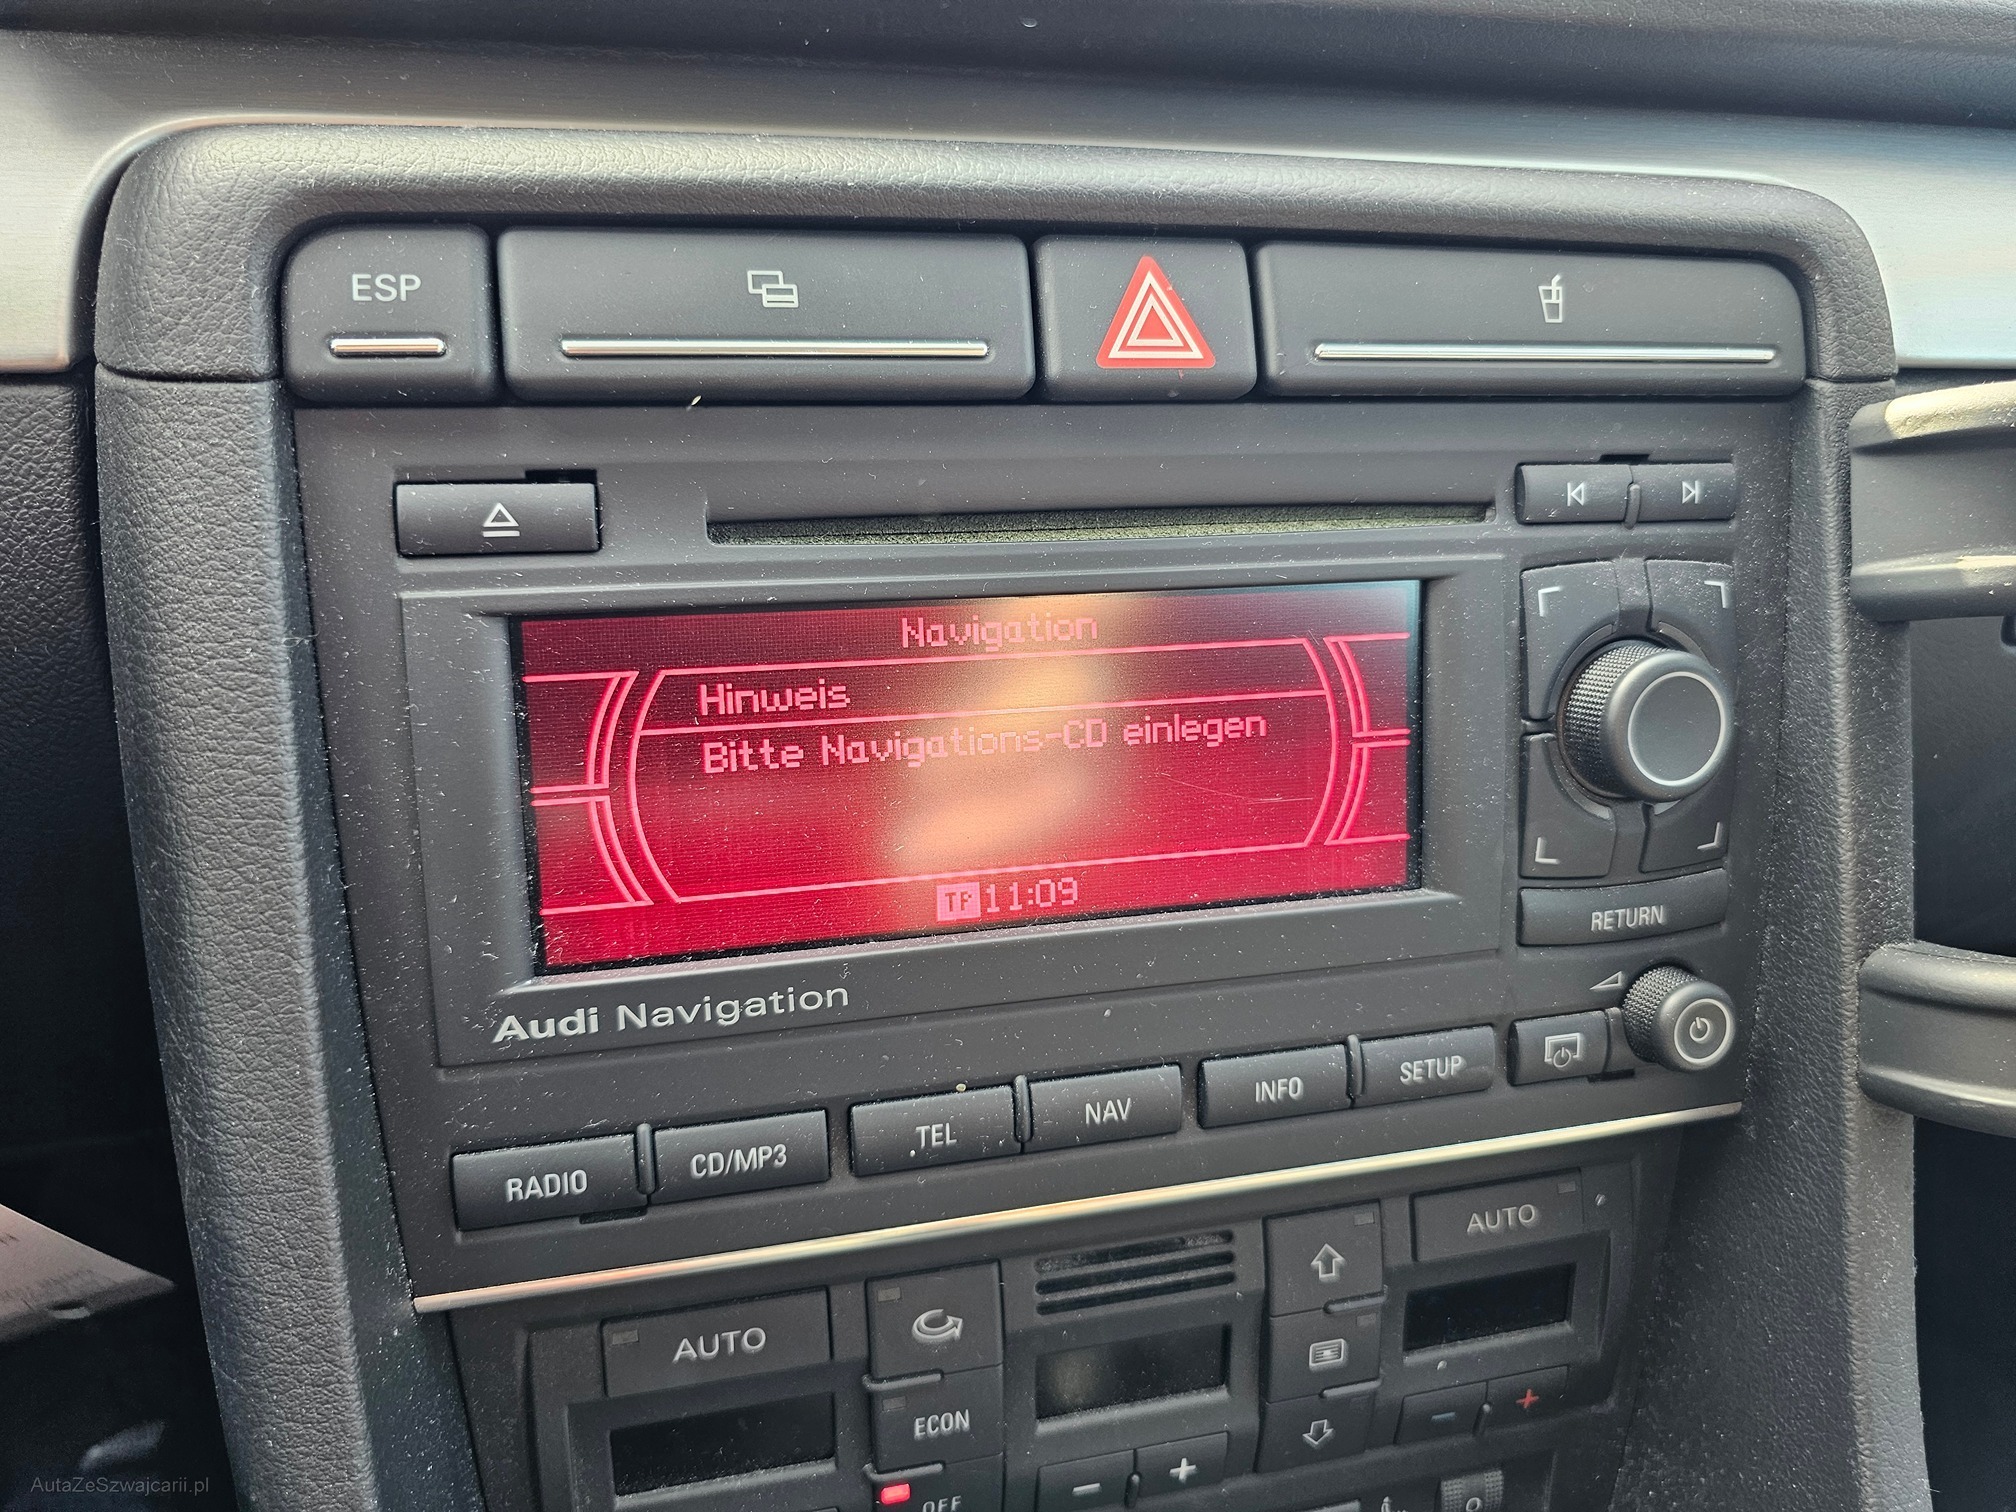 ESP
Navigation
Hinweis
Bitte Navigations-CD einlegen
TP 11:09
RETURN
Audi Navigation
RADIO
CD/MP3
TEL
NAV
INFO
SETUP
AUTO
AUTO
ECON
OFF
AutaZeSzwajcarii.pl